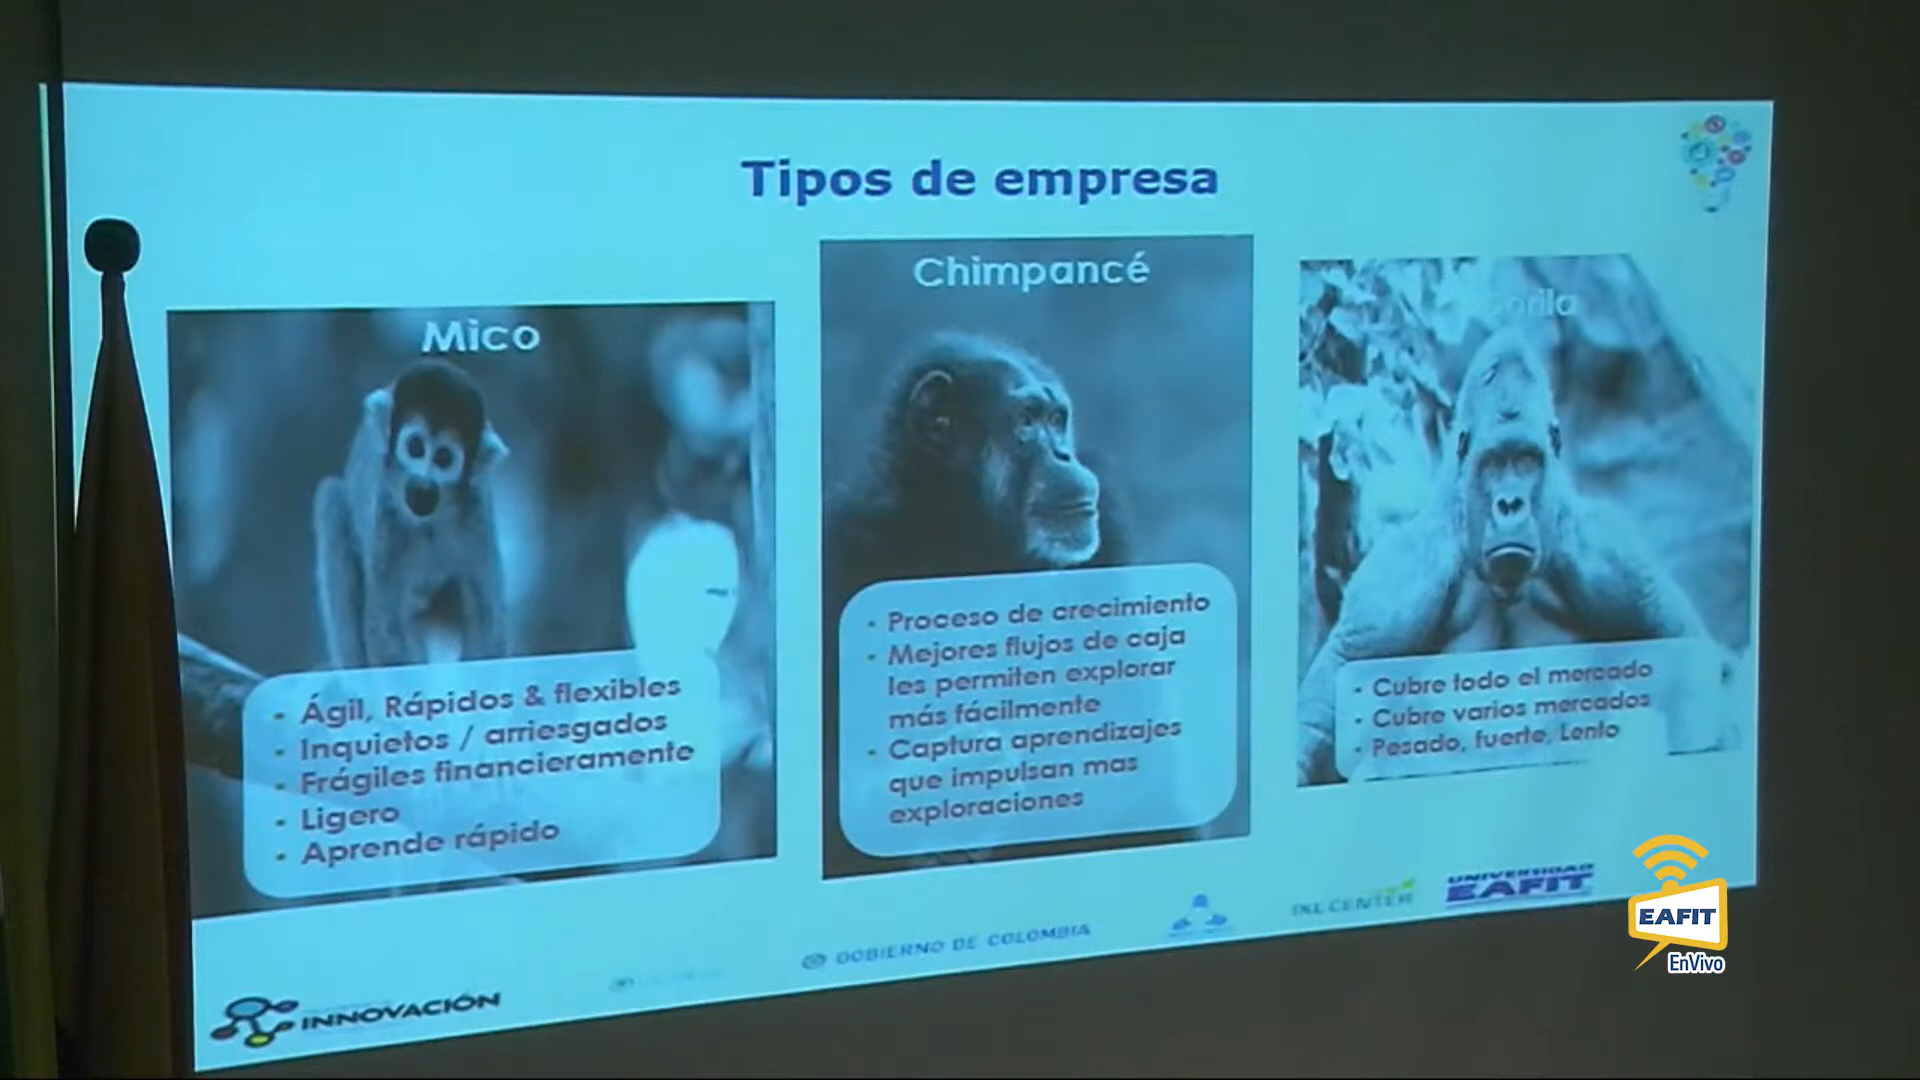 Tipos de empresa
Mico
• Ágil, Rápidos & flexibles
• Inquietos / arriesgados
• Frágiles financieramente
• Ligero
• Aprende rápido
Chimpancé
• Proceso de crecimiento
• Mejores flujos de caja
les permiten explorar
más fácilmente
• Captura aprendizajes
que impulsan mas
exploraciones
• Cubre todo el mercado
• Cubre varios mercados
• Pesado, fuerte, Lento
INNOVACIÓN
GOBIERNO DE COLOMBIA
CENTER
UNIVERSIDAD
EAFIT
EAFIT
EnVivo